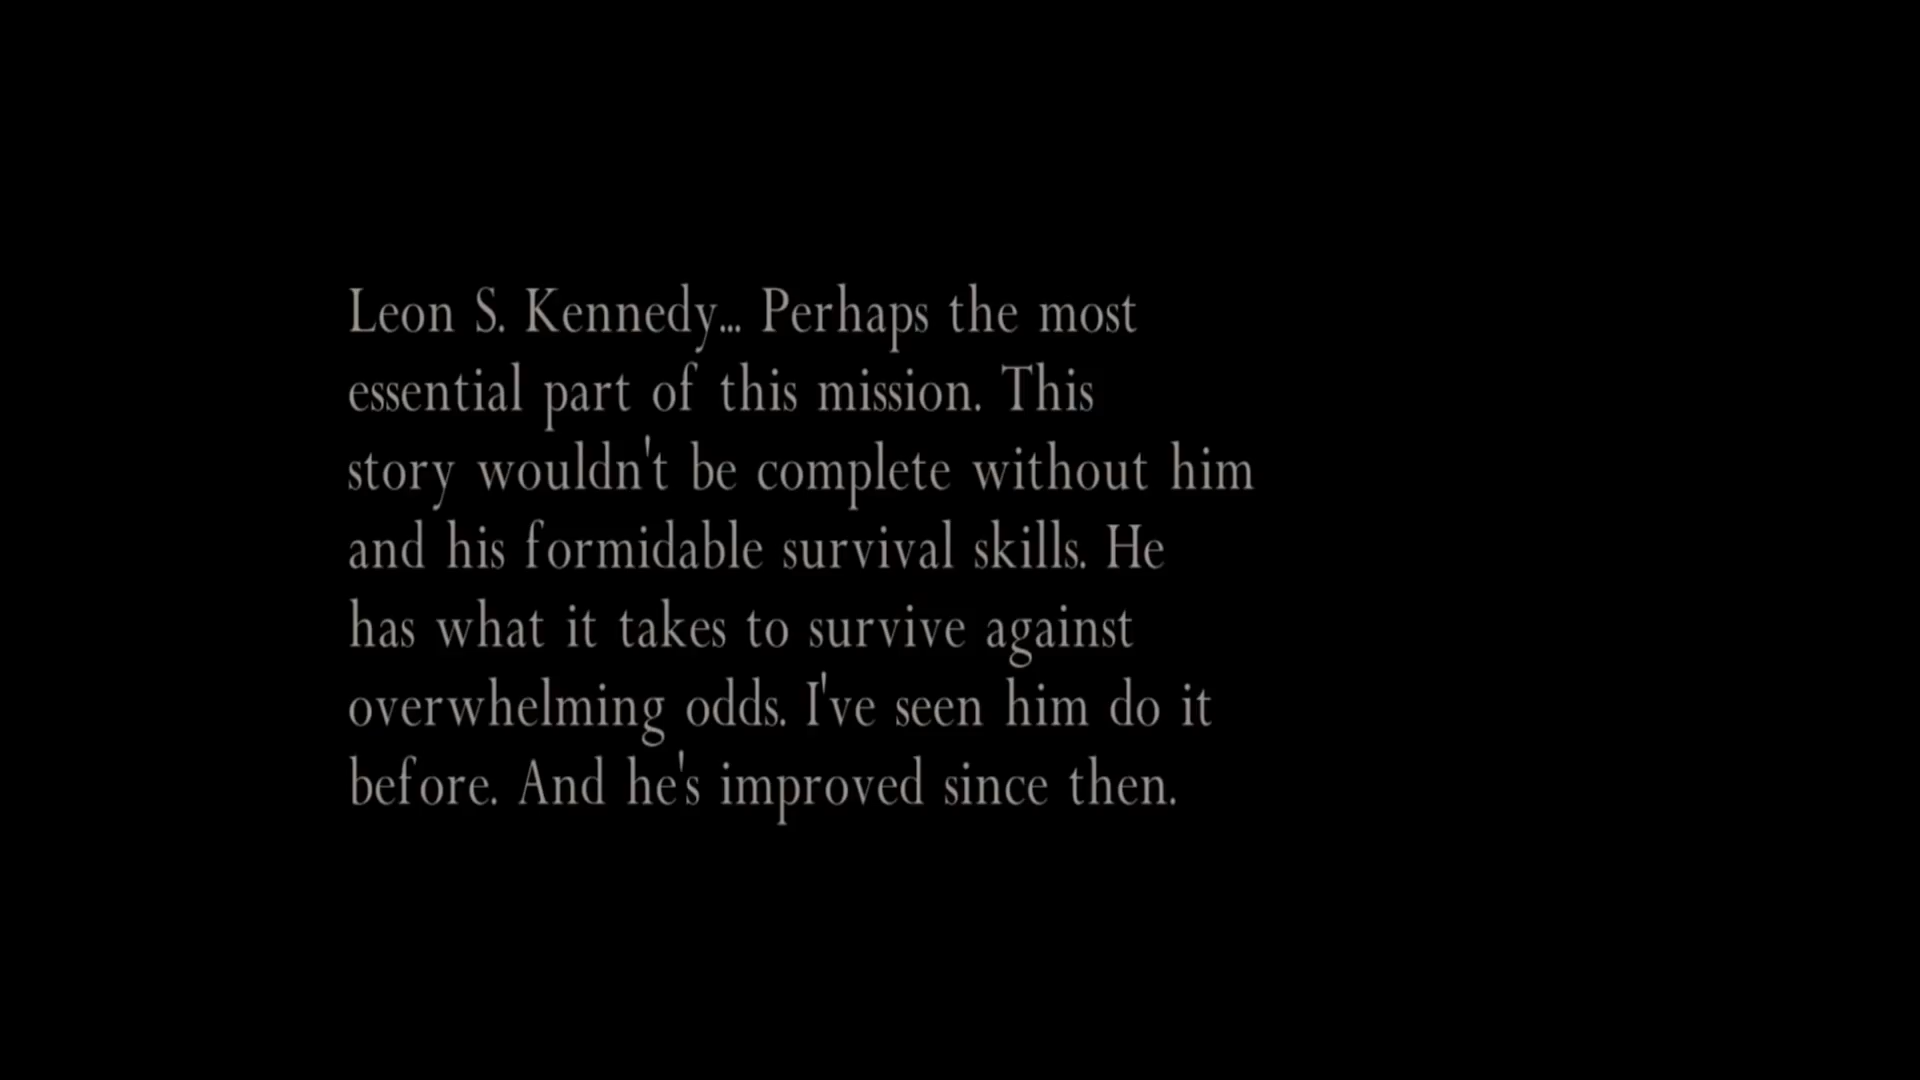 Leon S. Kennedy... Perhaps the most
essential part of this mission. This
story wouldn't be complete without him
and his formidable survival skills. He
has what it takes to survive against
overwhelming odds. I've seen him do it
before. And he's improved since then.